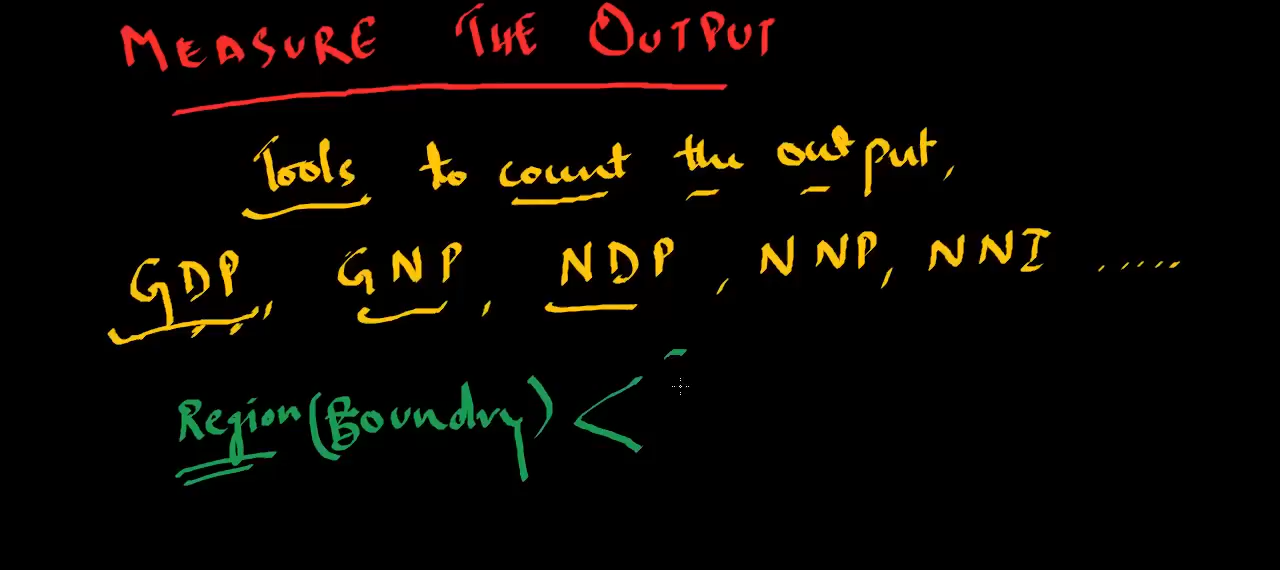 MEASURE THE OUTPUT
Tools to count the output,
GDP, GNP, NDP, NNP, NNI .....
Region (Boundry) <